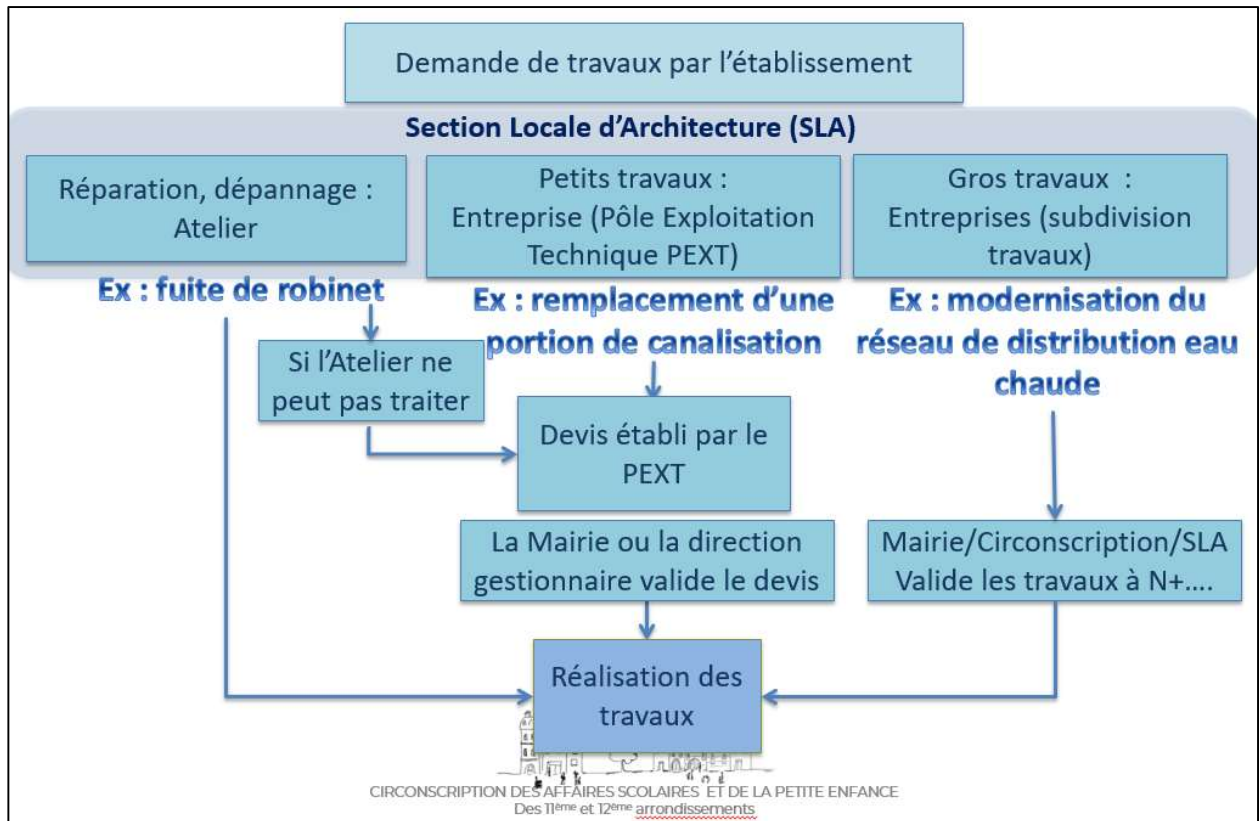 Demande de travaux par l'établissement
Section Locale d'Architecture (SLA)
Réparation, dépannage :
Atelier
Petits travaux :
Entreprise (Pôle Exploitation
Technique PEXT)
Gros travaux :
Entreprises (subdivision
travaux)
Ex : fuite de robinet
Ex : remplacement d'une
portion de canalisation
Ex : modernisation du
réseau de distribution eau
chaude
Si l'Atelier ne
peut pas traiter
Devis établi par le
PEXT
La Mairie ou la direction
gestionnaire valide le devis
Mairie/Circonscription/SLA
Valide les travaux à N+....
Réalisation des
travaux
CIRCONSCRIPTION DES AFFAIRES SCOLAIRES ET DE LA PETITE ENFANCE
Des 11ème et 12ème arrondissements